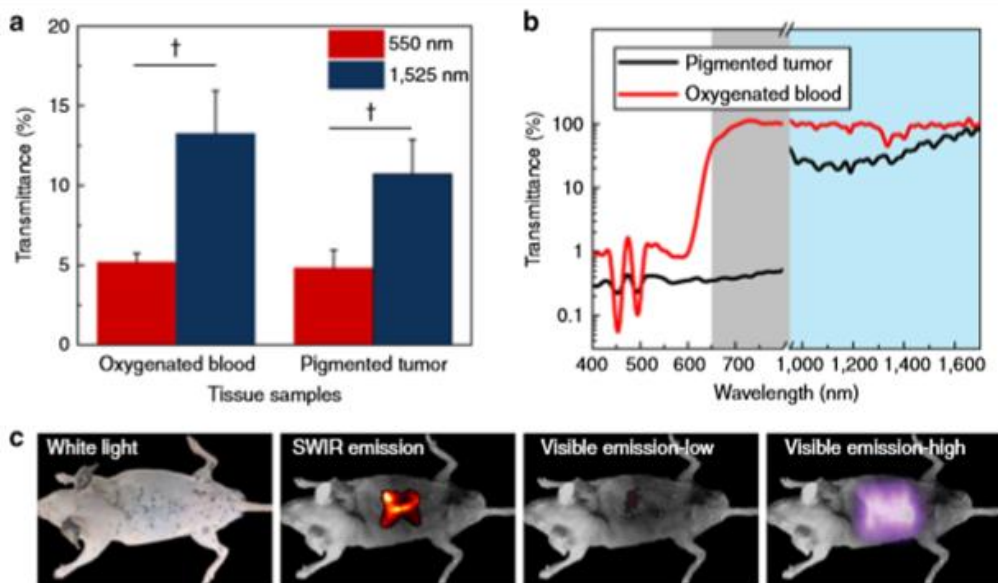 a
20
15
10
5
0
Transmittance (%)
†
†
550 nm
1,525 nm
Oxygenated blood
Pigmented tumor
Tissue samples
b
Pigmented tumor
Oxygenated blood
100
10
1
0.1
Transmittance (%)
400 500 600 700 1,000 1,200 1,400 1,600
Wavelength (nm)
c
White light
SWIR emission
Visible emission-low
Visible emission-high